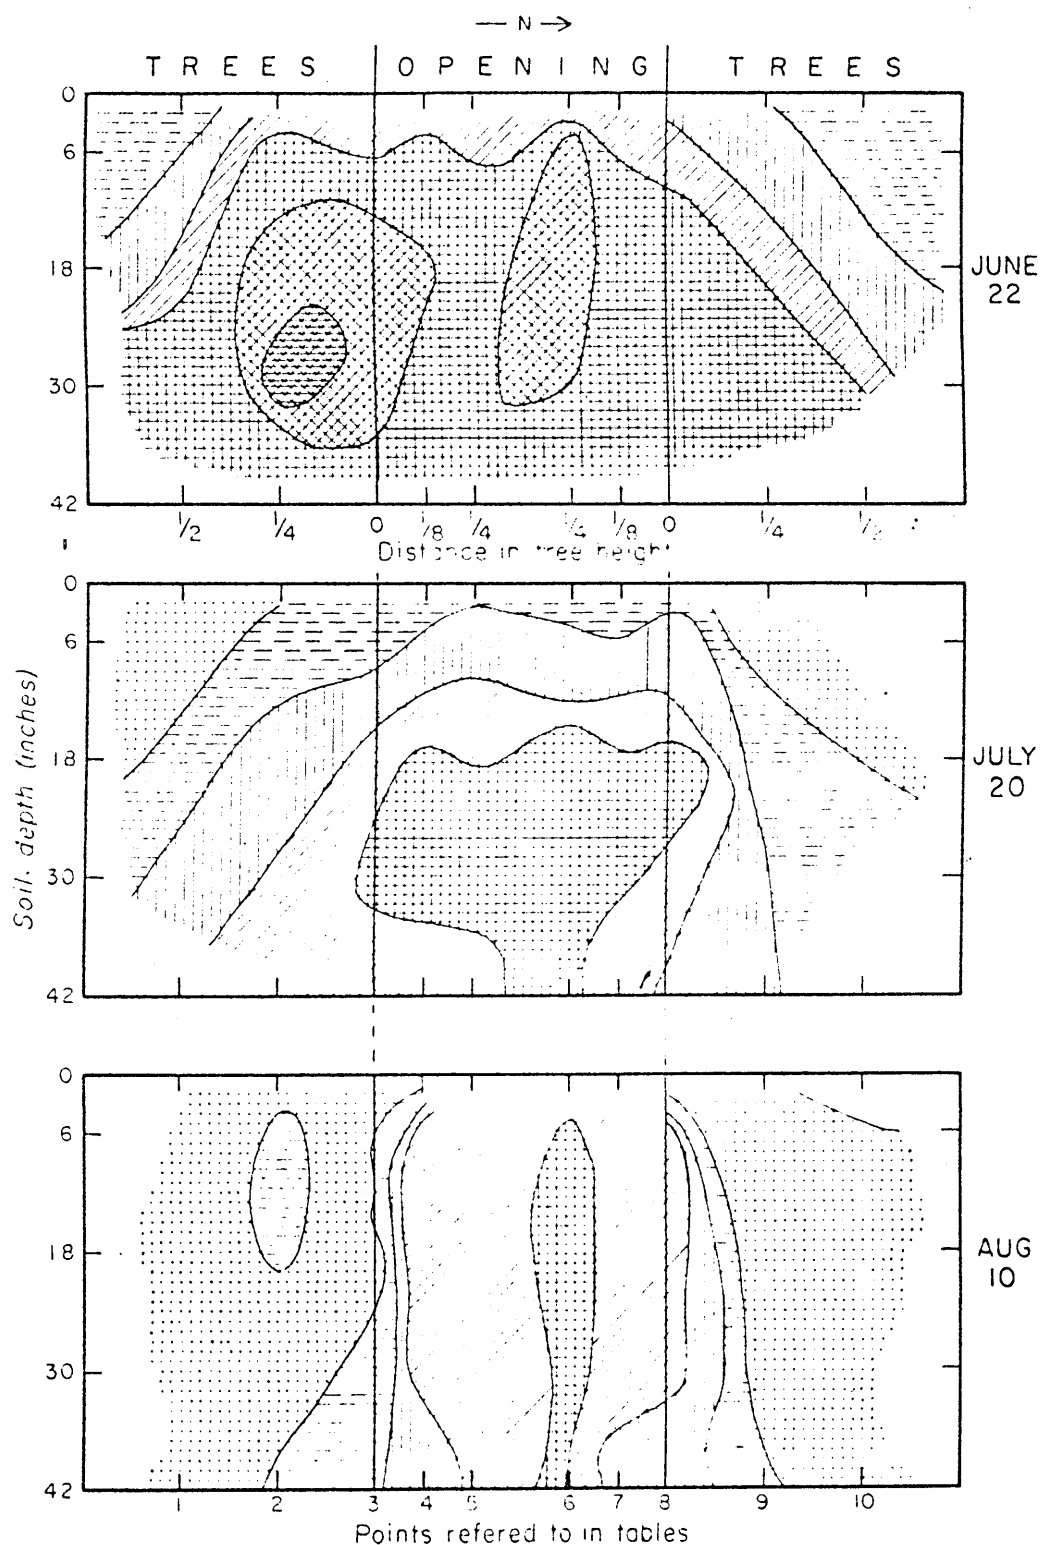 — N →
TREES OPENING TREES
0
6
18
30
42
JUNE
22
1/2 1/4 0 1/8 1/4 1/4 1/8 0 1/4 1/2
Distance in tree height
Soil depth (inches)
0
6
18
30
42
JULY
20
0
6
18
30
42
AUG
10
1 2 3 4 5 6 7 8 9 10
Points refered to in tables